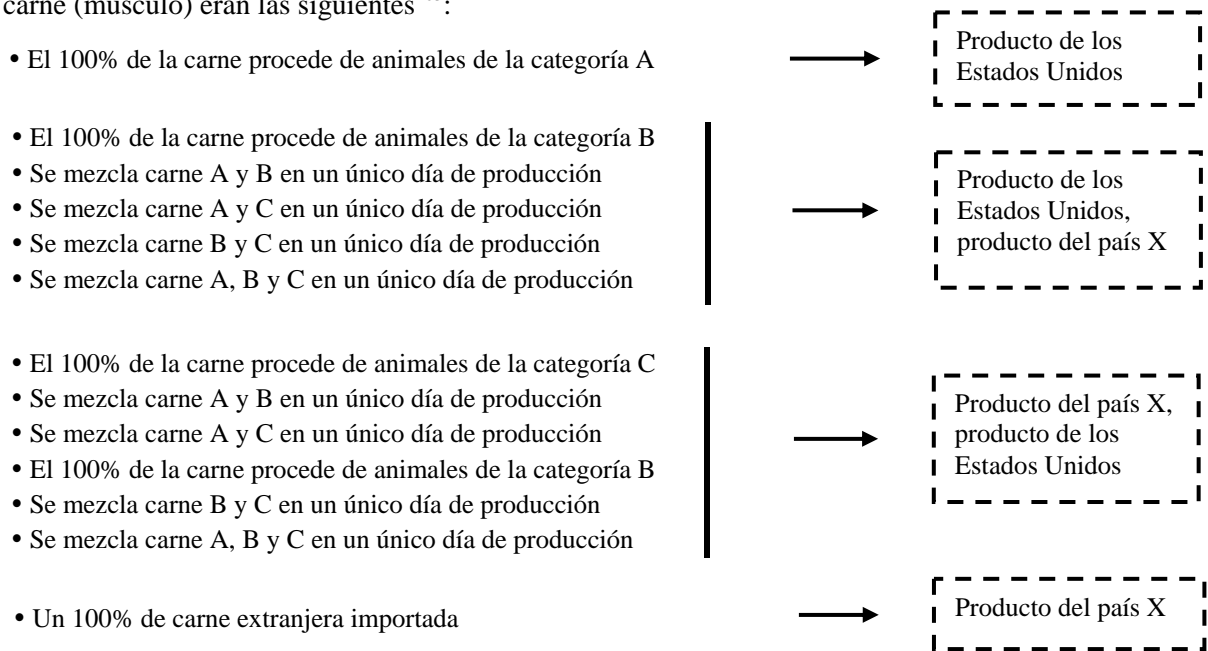 carne (músculo) eran las siguientes :
• El 100% de la carne procede de animales de la categoría A
Producto de los
Estados Unidos
• El 100% de la carne procede de animales de la categoría B
• Se mezcla carne A y B en un único día de producción
• Se mezcla carne A y C en un único día de producción
• Se mezcla carne B y C en un único día de producción
• Se mezcla carne A, B y C en un único día de producción
Producto de los
Estados Unidos,
producto del país X
• El 100% de la carne procede de animales de la categoría C
• Se mezcla carne A y B en un único día de producción
• Se mezcla carne A y C en un único día de producción
• El 100% de la carne procede de animales de la categoría B
• Se mezcla carne B y C en un único día de producción
• Se mezcla carne A, B y C en un único día de producción
Producto del país X,
producto de los
Estados Unidos
• Un 100% de carne extranjera importada
Producto del país X